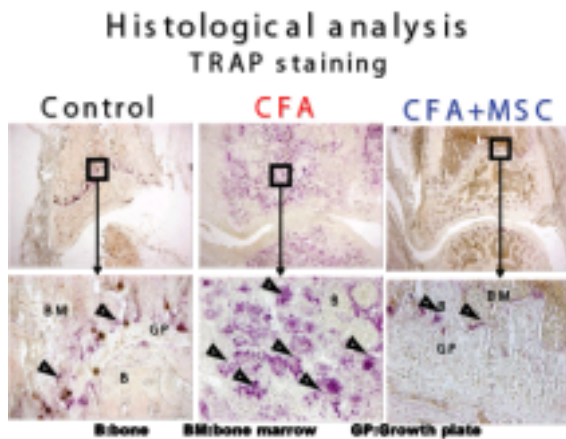 Histological analysis
TRAP staining
Control CFA CFA+MSC
BM GP B
B
B BM GP
B:bone BM:bone marrow GP:Growth plate